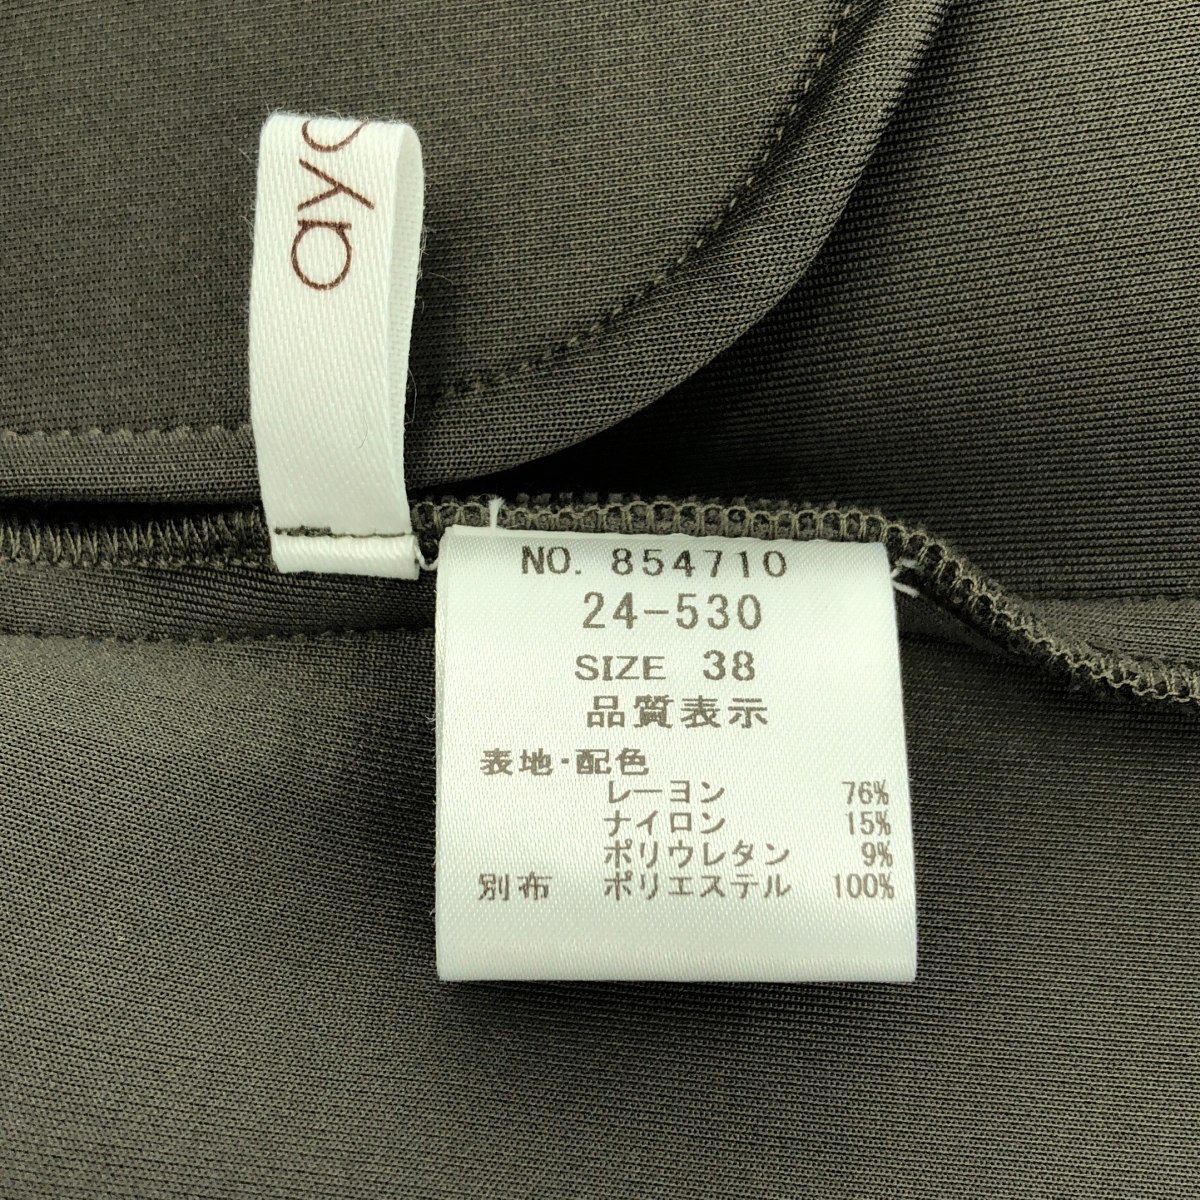 NO. 854710
24-530
SIZE 38
品質表示
表地・配色
レーヨン 76%
ナイロン 15%
ポリウレタン 9%
別布 ポリエステル 100%